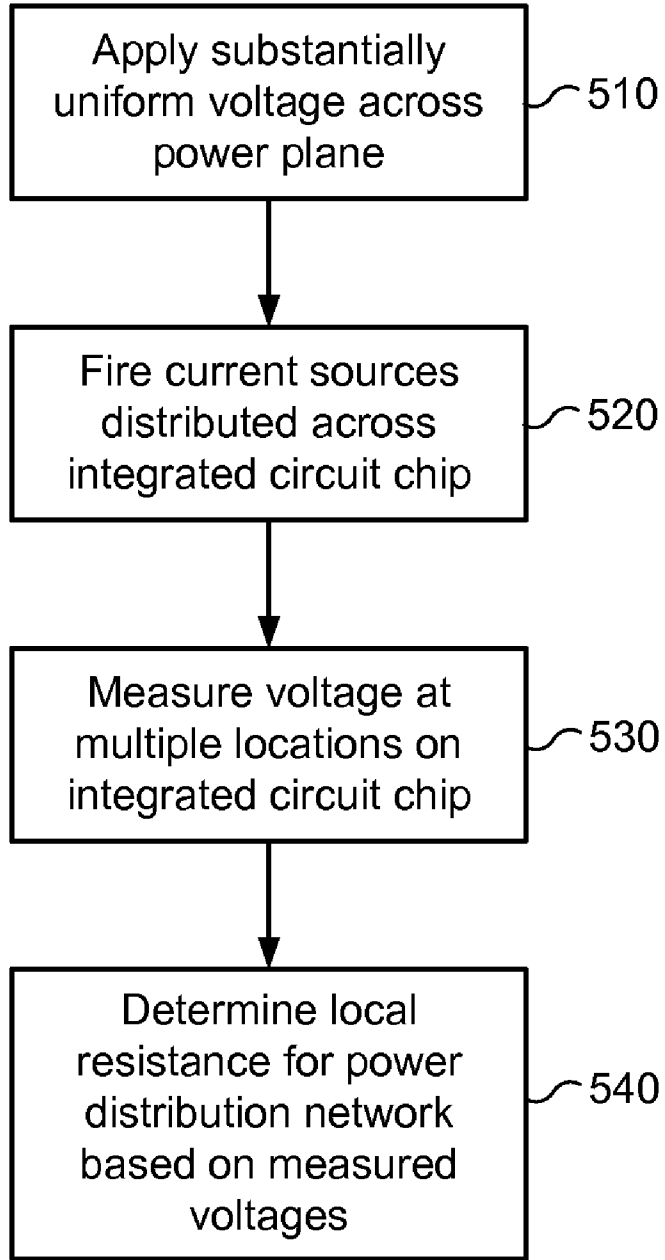 Apply substantially
uniform voltage across
power plane
510
Fire current sources
distributed across
integrated circuit chip
520
Measure voltage at
multiple locations on
integrated circuit chip
530
Determine local
resistance for power
distribution network
based on measured
voltages
540